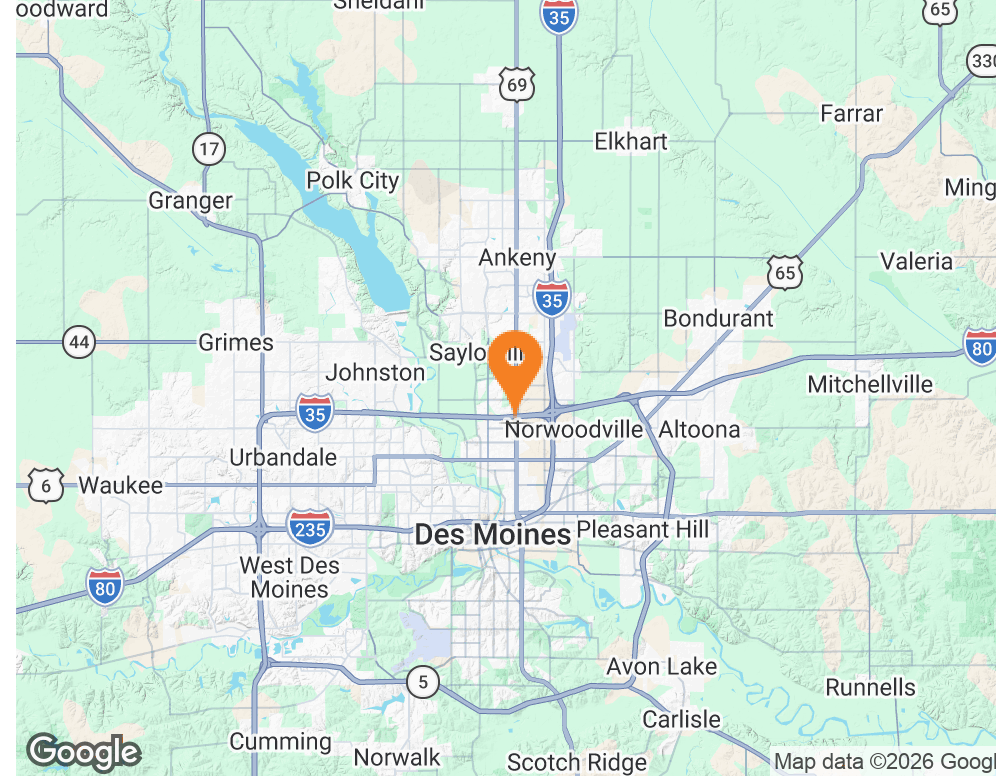 oodward
Sheldahl
35
65
69
330
Farrar
Elkhart
17
Polk City
Granger
Ming
Ankeny
Valeria
65
35
Bondurant
44
Grimes
80
Saylo
ill
Johnston
Mitchellville
35
Norwoodville
Altoona
Urbandale
6
Waukee
235
Des Moines
Pleasant Hill
West Des
Moines
80
Avon Lake
5
Runnells
Carlisle
Cumming
Norwalk
Scotch Ridge
Google
Map data ©2026 Googl